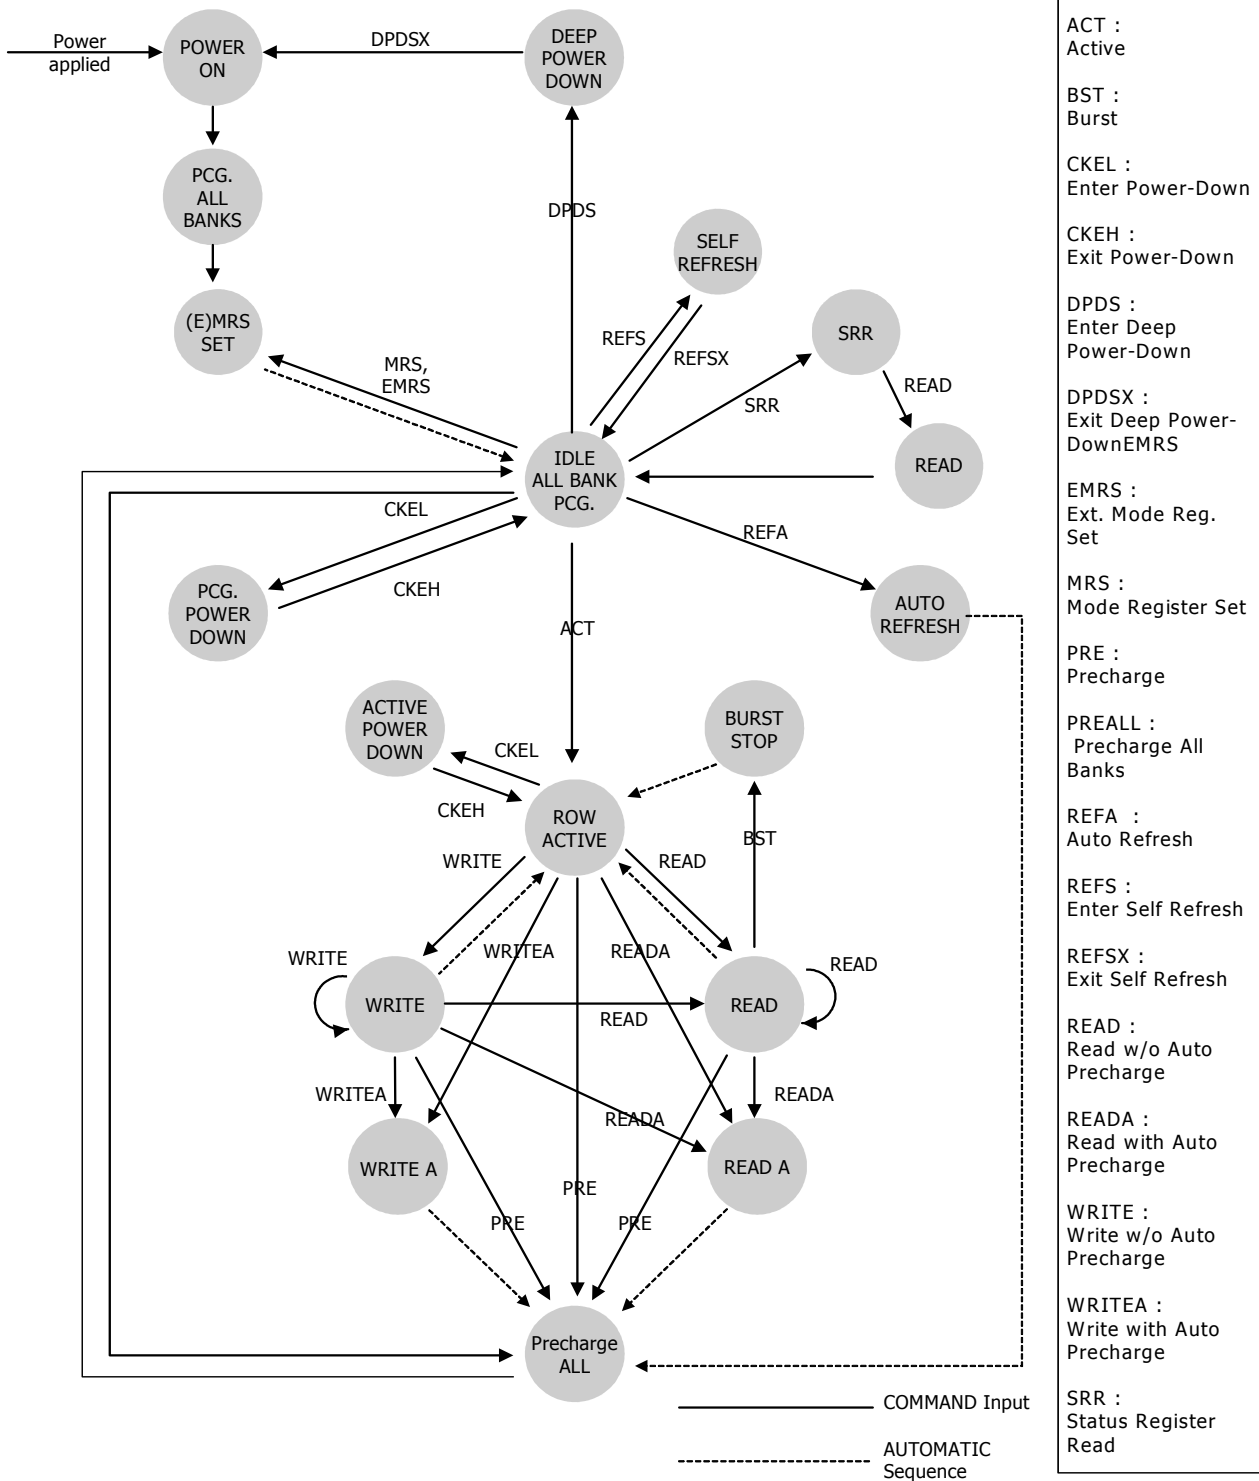 Power
applied
POWER
ON
DPDSX
DEEP
POWER
DOWN
PCG.
ALL
BANKS
DPDS
SELF
REFRESH
(E)MRS
SET
MRS,
EMRS
REFS
REFSX
SRR
SRR
READ
READ
IDLE
ALL BANK
PCG.
CKEL
CKEH
REFA
PCG.
POWER
DOWN
AUTO
REFRESH
ACT
ACTIVE
POWER
DOWN
CKEL
CKEH
BURST
STOP
ROW
ACTIVE
BST
WRITE
READ
WRITE
WRITEA
READA
READ
WRITE
READ
READ
WRITEA
READA
READA
WRITE A
READ A
PRE
PRE
PRE
Precharge
ALL
COMMAND Input
AUTOMATIC
Sequence
ACT :
Active
BST :
Burst
CKEL :
Enter Power-Down
CKEH :
Exit Power-Down
DPDS :
Enter Deep
Power-Down
DPDSX :
Exit Deep Power-
DownEMRS
EMRS :
Ext. Mode Reg.
Set
MRS :
Mode Register Set
PRE :
Precharge
PREALL :
Precharge All
Banks
REFA :
Auto Refresh
REFS :
Enter Self Refresh
REFSX :
Exit Self Refresh
READ :
Read w/o Auto
Precharge
READA :
Read with Auto
Precharge
WRITE :
Write w/o Auto
Precharge
WRITEA :
Write with Auto
Precharge
SRR :
Status Register
Read